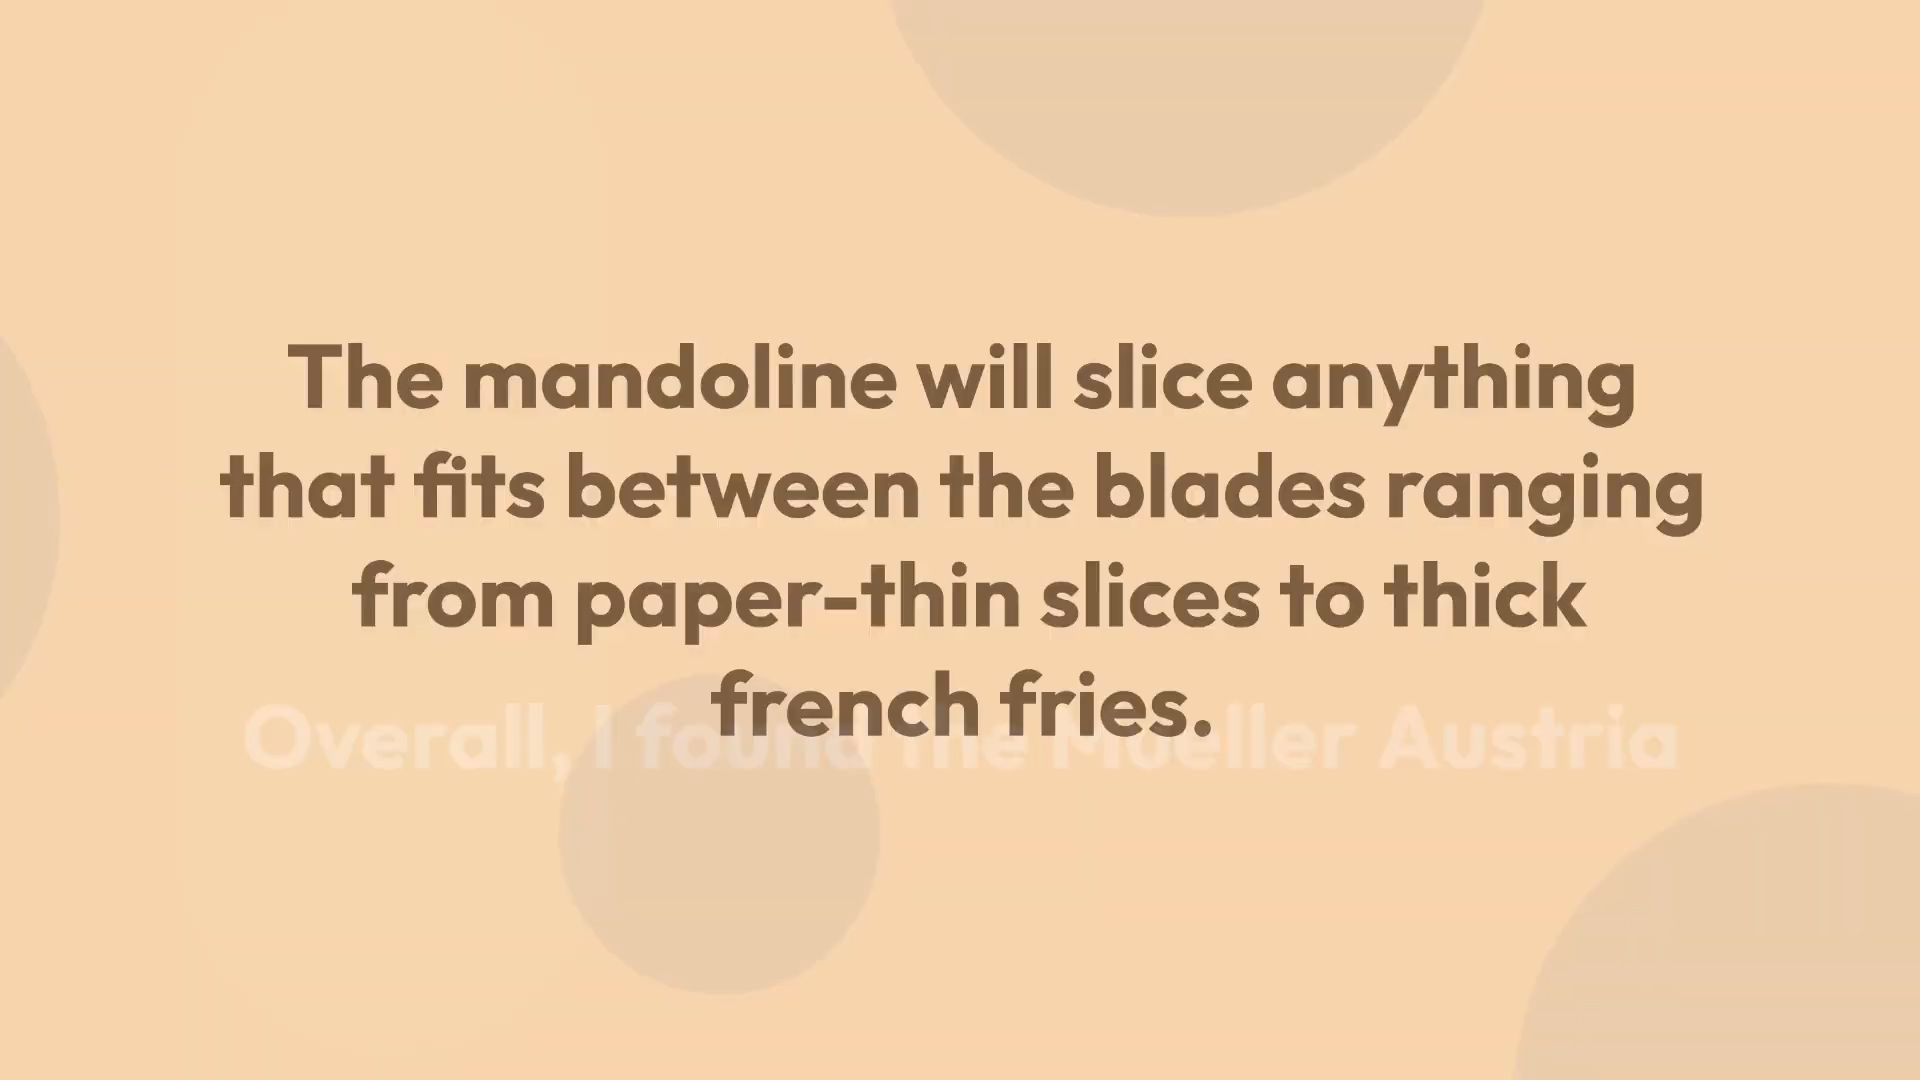 The mandoline will slice anything
that fits between the blades ranging
from paper-thin slices to thick
french fries.
Overall, I found the Mueller Austria